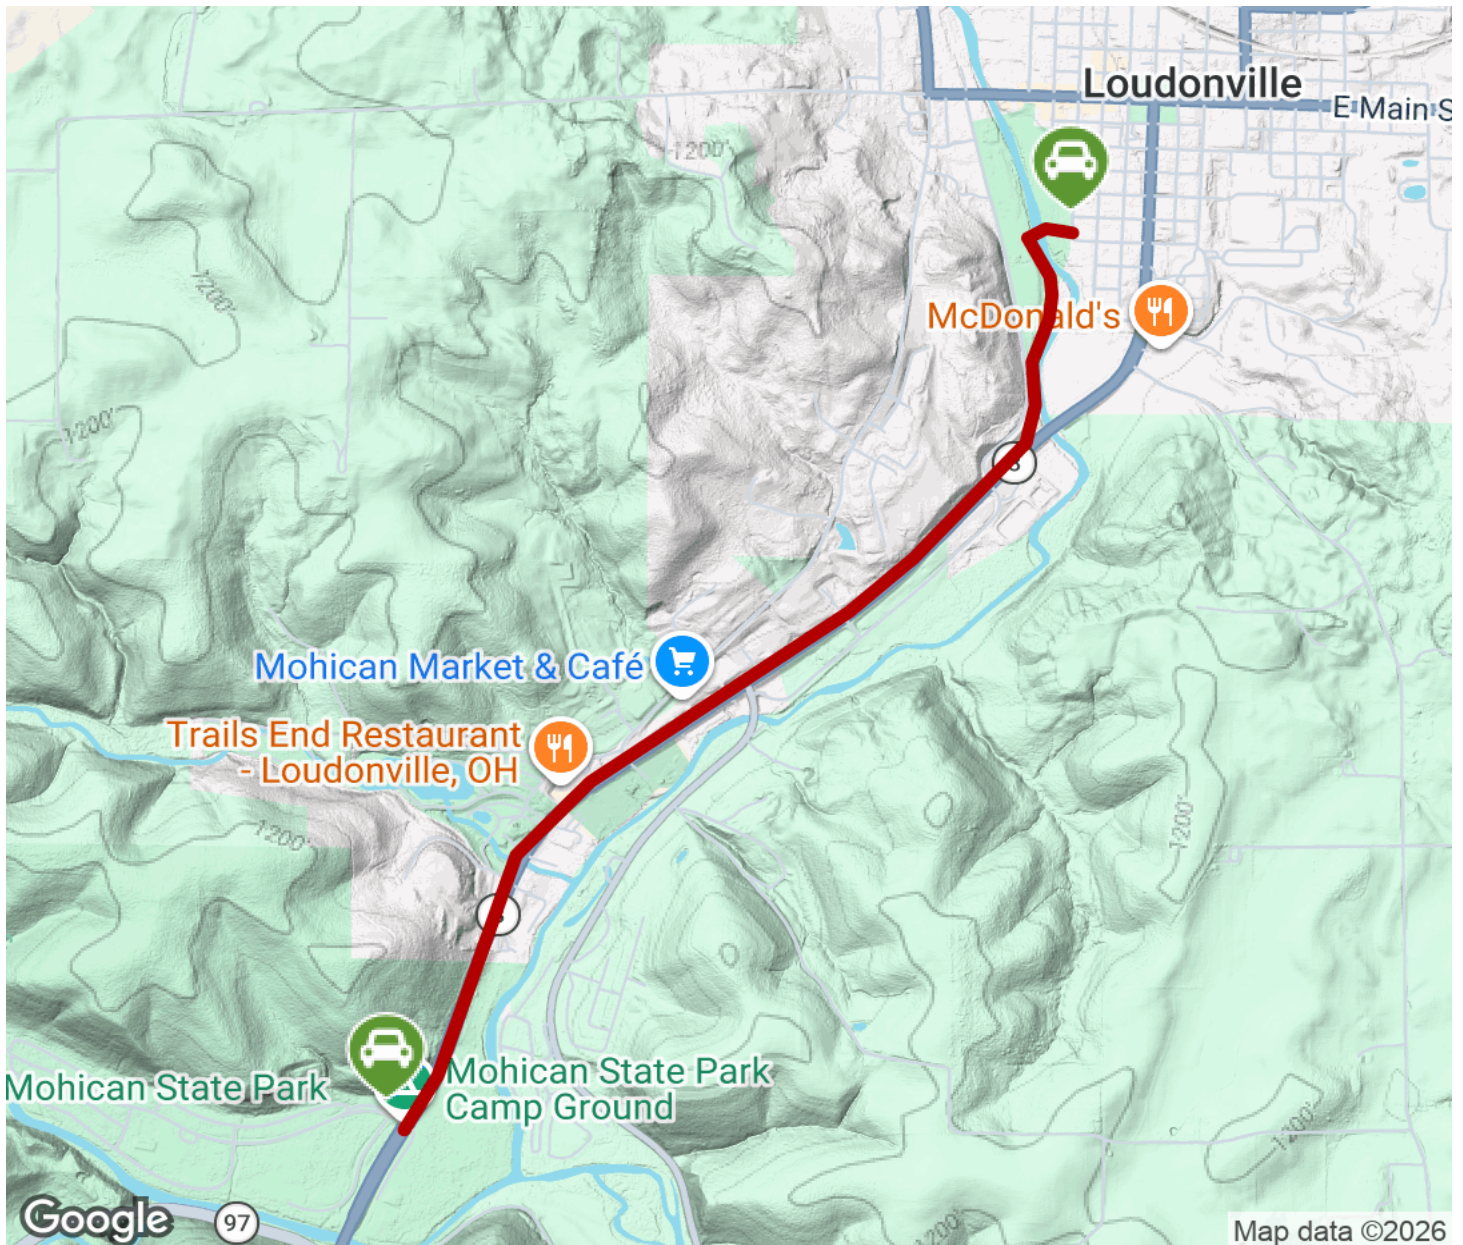 Loudonville
E Main S
1200'
1200'
McDonald's
1200'
3
Mohican Market & Café
Trails End Restaurant
- Loudonville, OH
1200'
1200'
Mohican State Park
Mohican State Park
Camp Ground
1200'
1200'
Google
97
Map data ©2026